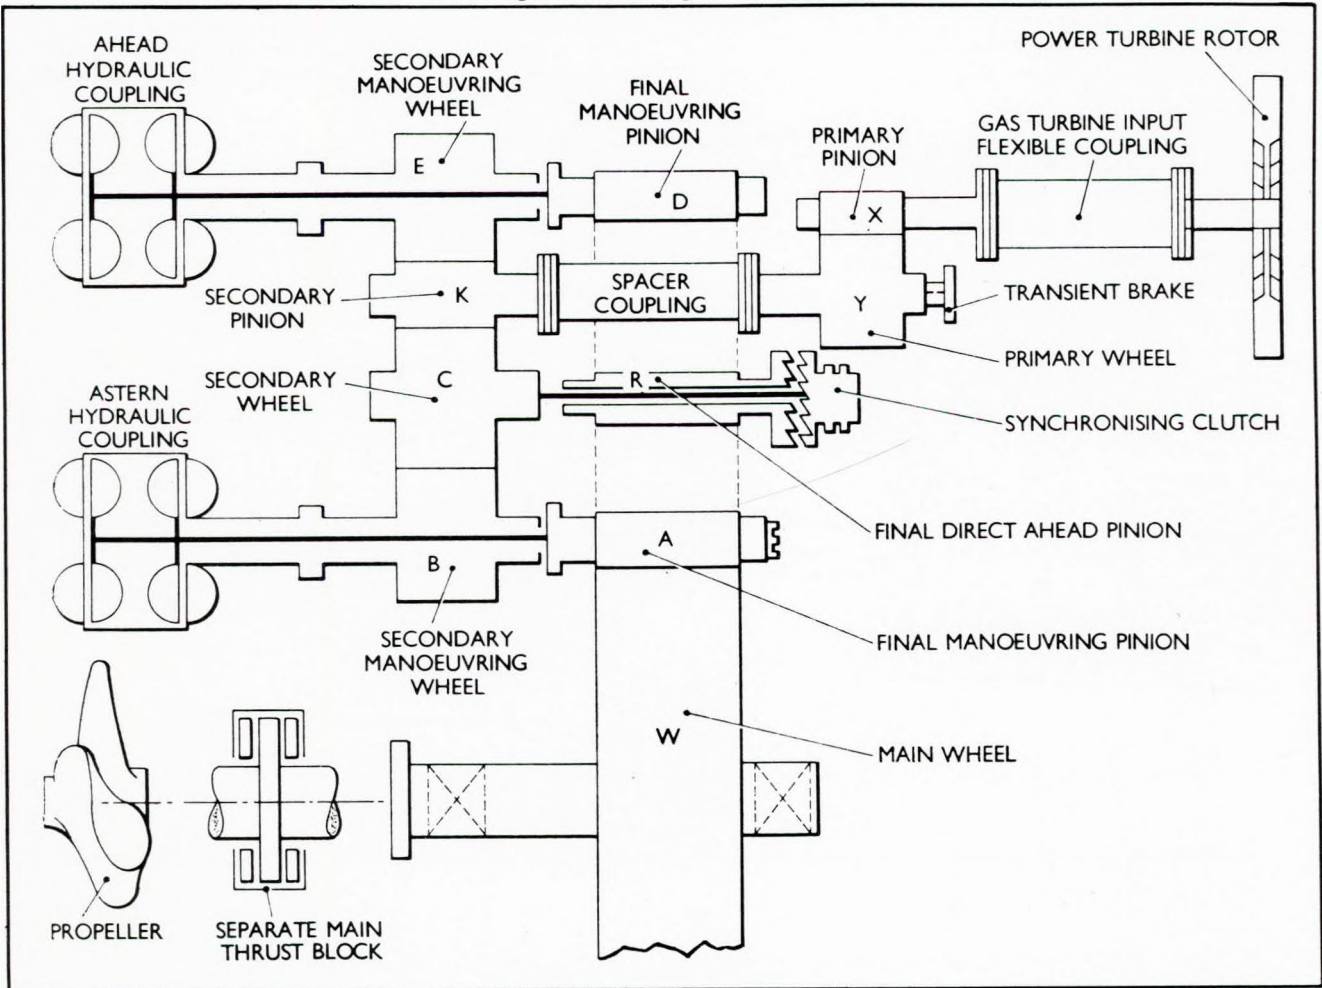 AHEAD
HYDRAULIC
COUPLING
SECONDARY
MANOEUVRING
WHEEL
FINAL
MANOEUVRING
PINION
PRIMARY
PINION
GAS TURBINE INPUT
FLEXIBLE COUPLING
POWER TURBINE ROTOR
E
D
X
SECONDARY
PINION
K
SPACER
COUPLING
Y
TRANSIENT BRAKE
PRIMARY WHEEL
SECONDARY
WHEEL
C
R
SYNCHRONISING CLUTCH
ASTERN
HYDRAULIC
COUPLING
FINAL DIRECT AHEAD PINION
A
B
FINAL MANOEUVRING PINION
SECONDARY
MANOEUVRING
WHEEL
W
MAIN WHEEL
PROPELLER
SEPARATE MAIN
THRUST BLOCK